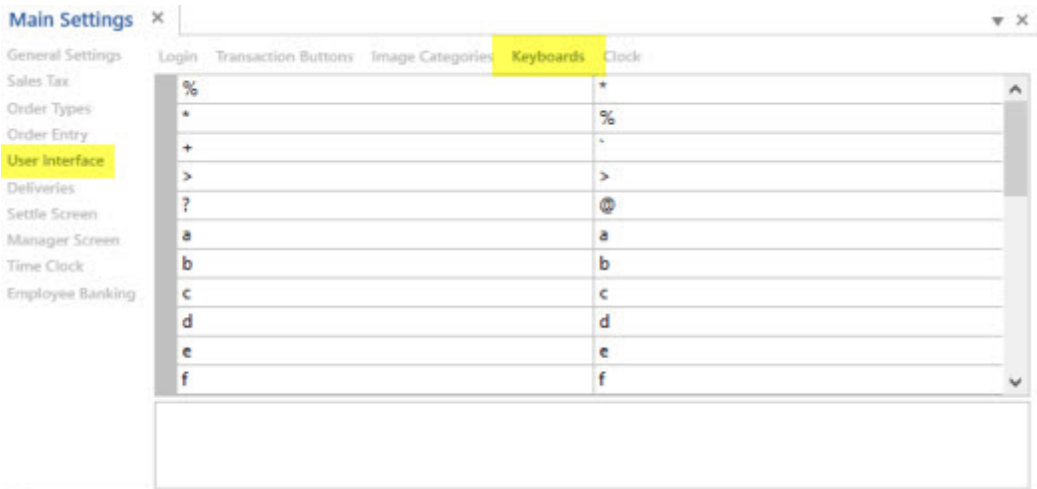 Main Settings ×
General Settings
Sales Tax
Order Types
Order Entry
User Interface
Deliveries
Settle Screen
Manager Screen
Time Clock
Employee Banking
Login Transaction Buttons Image Categories Keyboards Clock
% *
* %
+ `
> >
? @
a a
b b
c c
d d
e e
f f